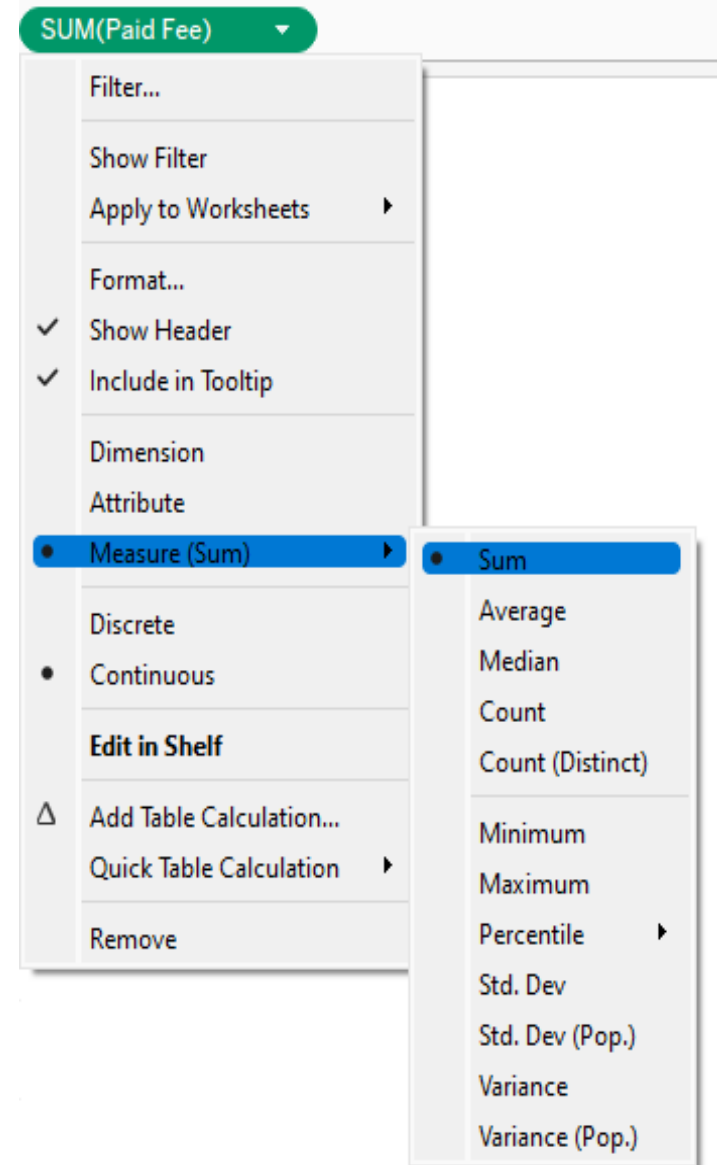 SUM(Paid Fee)
Filter...
Show Filter
Apply to Worksheets
Format...
Show Header
Include in Tooltip
Dimension
Attribute
Measure (Sum)
Discrete
Continuous
Edit in Shelf
Add Table Calculation...
Quick Table Calculation
Remove
Sum
Average
Median
Count
Count (Distinct)
Minimum
Maximum
Percentile
Std. Dev
Std. Dev (Pop.)
Variance
Variance (Pop.)